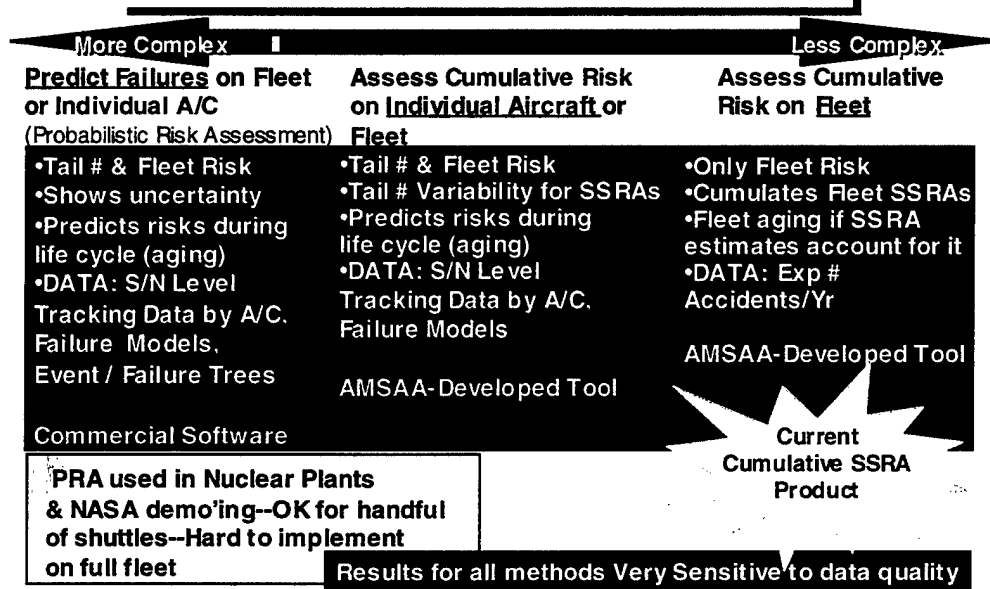 More Complex
Less Complex
Predict Failures on Fleet
or Individual A/C
(Probabilistic Risk Assessment)
•Tail # & Fleet Risk
•Shows uncertainty
•Predicts risks during
life cycle (aging)
•DATA: S/N Level
Tracking Data by A/C,
Failure Models,
Event / Failure Trees
Commercial Software
Assess Cumulative Risk
on Individual Aircraft or
Fleet
•Tail # & Fleet Risk
•Tail # Variability for SSRAs
•Predicts risks during
life cycle (aging)
•DATA: S/N Level
Tracking Data by A/C,
Failure Models
AMSAA-Developed Tool
Assess Cumulative
Risk on Fleet
•Only Fleet Risk
•Cumulates Fleet SSRAs
•Fleet aging if SSRA
estimates account for it
•DATA: Exp #
Accidents/Yr
AMSAA-Developed Tool
Current
Cumulative SSRA
Product
PRA used in Nuclear Plants
& NASA demo'ing--OK for handful
of shuttles--Hard to implement
on full fleet
Results for all methods Very Sensitive to data quality